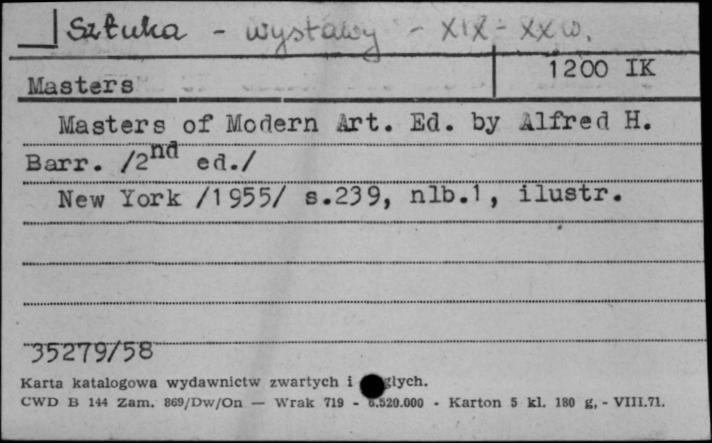 Sztuka - wystawy - XIX - XX w.
1200 IK
Masters
Masters of Modern Art. Ed. by Alfred H.
Barr. /2nd ed./
New York /1955/ s.239, nlb.1, ilustr.
35279/58
Karta katalogowa wydawnictw zwartych i głych.
CWD B 144 Zam. 869/Dw/On — Wrak 719 - 6.520.000 - Karton 5 kl. 180 g, - VIII.71.